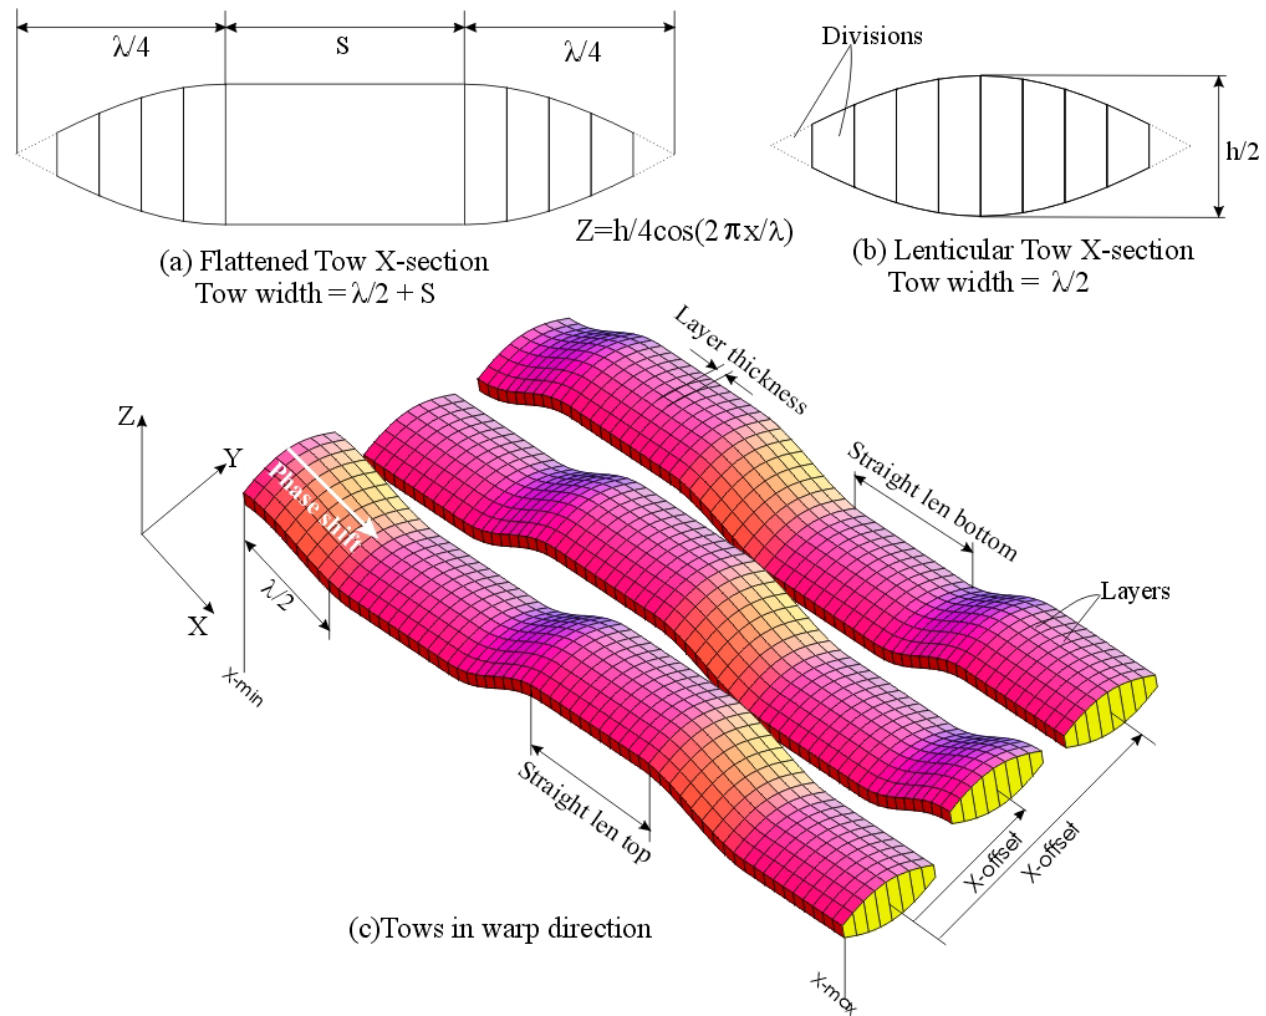 λ/4
S
λ/4
Divisions
h/2
Z=h/4cos(2πx/λ)
(a) Flattened Tow X-section
Tow width = λ/2 + S
(b) Lenticular Tow X-section
Tow width = λ/2
Layer thickness
Z
Y
X
Phase shift
λ/2
X-min
Straight len bottom
Layers
Straight len top
X-offset
X-offset
(c)Tows in warp direction
X-max